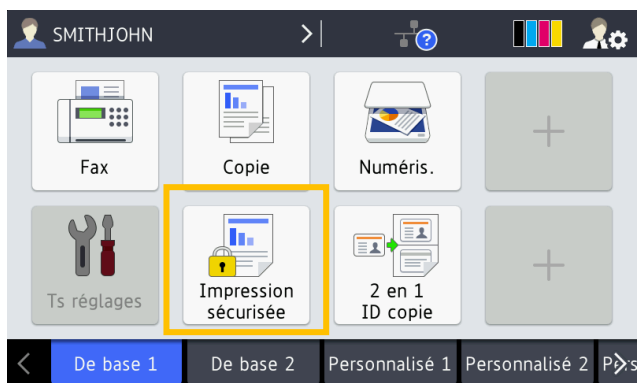 SMITHJOHN
Fax
Copie
Numéris.
Ts réglages
Impression
sécurisée
2 en 1
ID copie
De base 1
De base 2
Personnalisé 1
Personnalisé 2